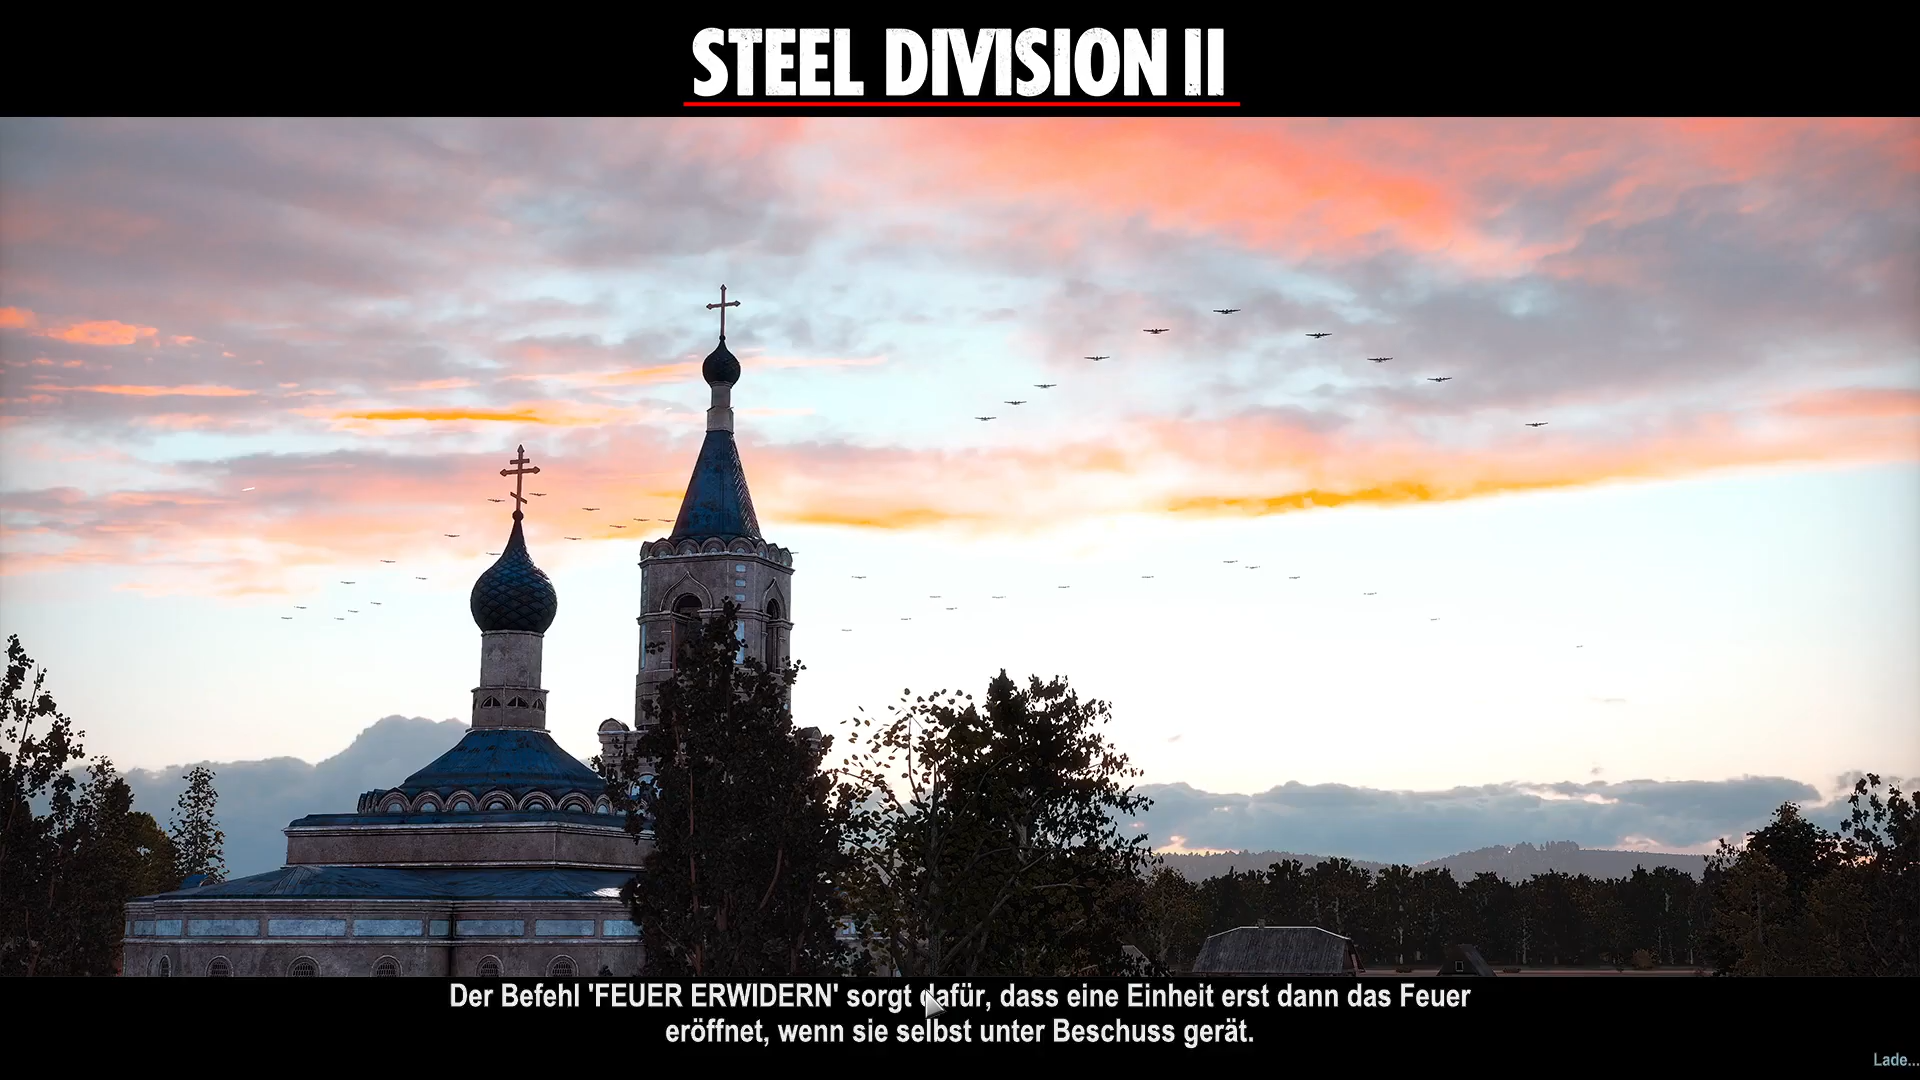 STEEL DIVISION II
Der Befehl 'FEUER ERWIDERN' sorgt dafür, dass eine Einheit erst dann das Feuer
eröffnet, wenn sie selbst unter Beschuss gerät.
Lade...